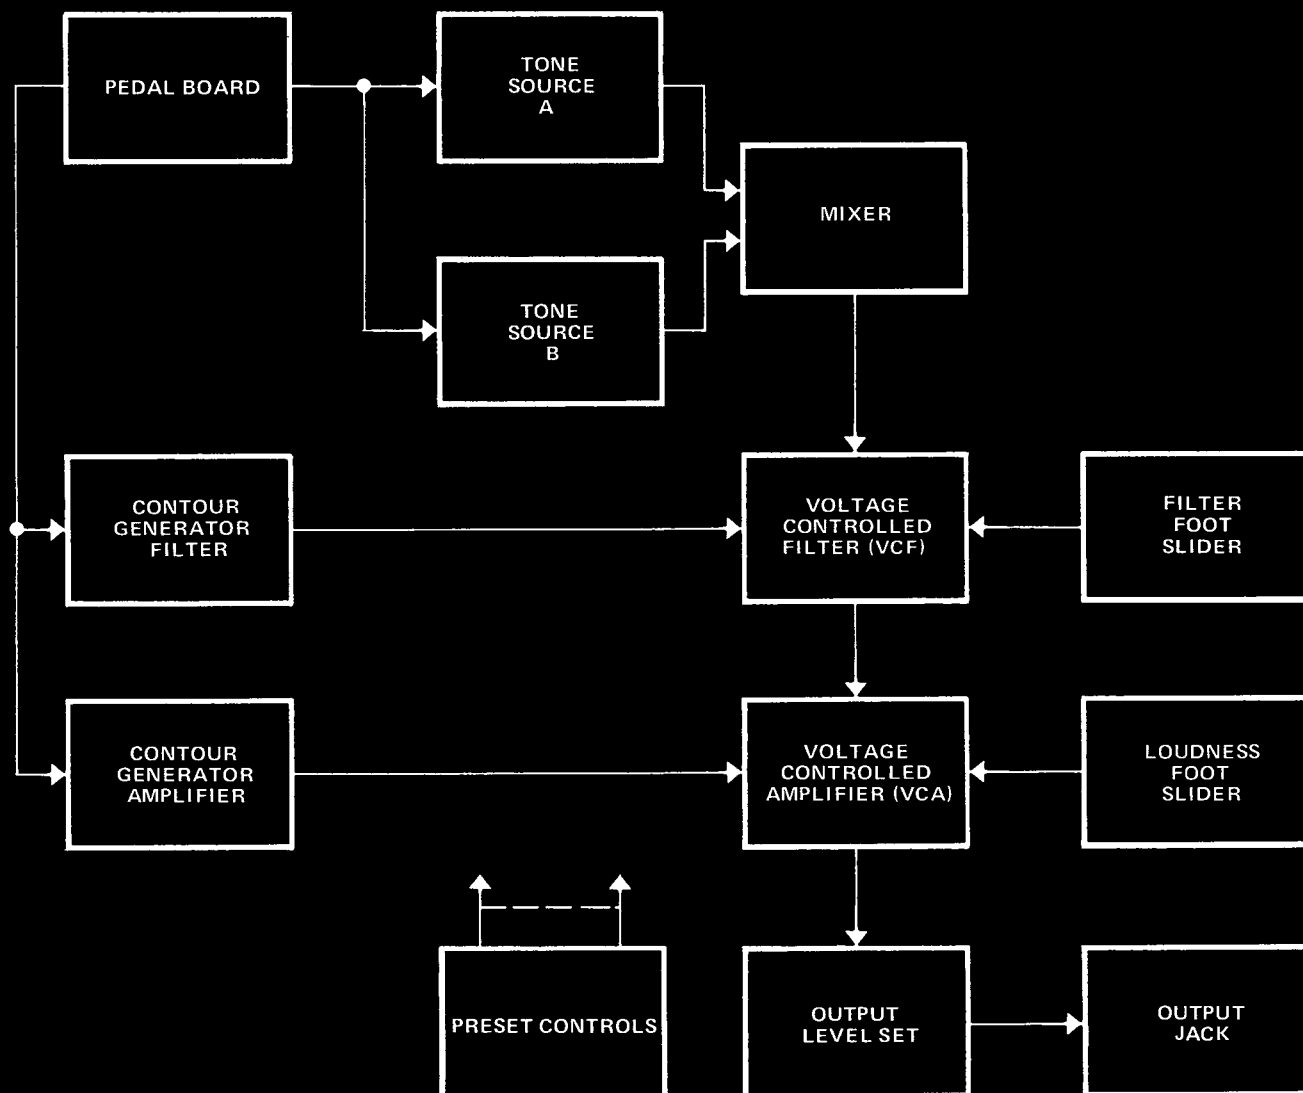 PEDAL BOARD
TONE
SOURCE
A
MIXER
TONE
SOURCE
B
CONTOUR
GENERATOR
FILTER
VOLTAGE
CONTROLLED
FILTER (VCF)
FILTER
FOOT
SLIDER
CONTOUR
GENERATOR
AMPLIFIER
VOLTAGE
CONTROLLED
AMPLIFIER (VCA)
LOUDNESS
FOOT
SLIDER
PRESET CONTROLS
OUTPUT
LEVEL SET
OUTPUT
JACK